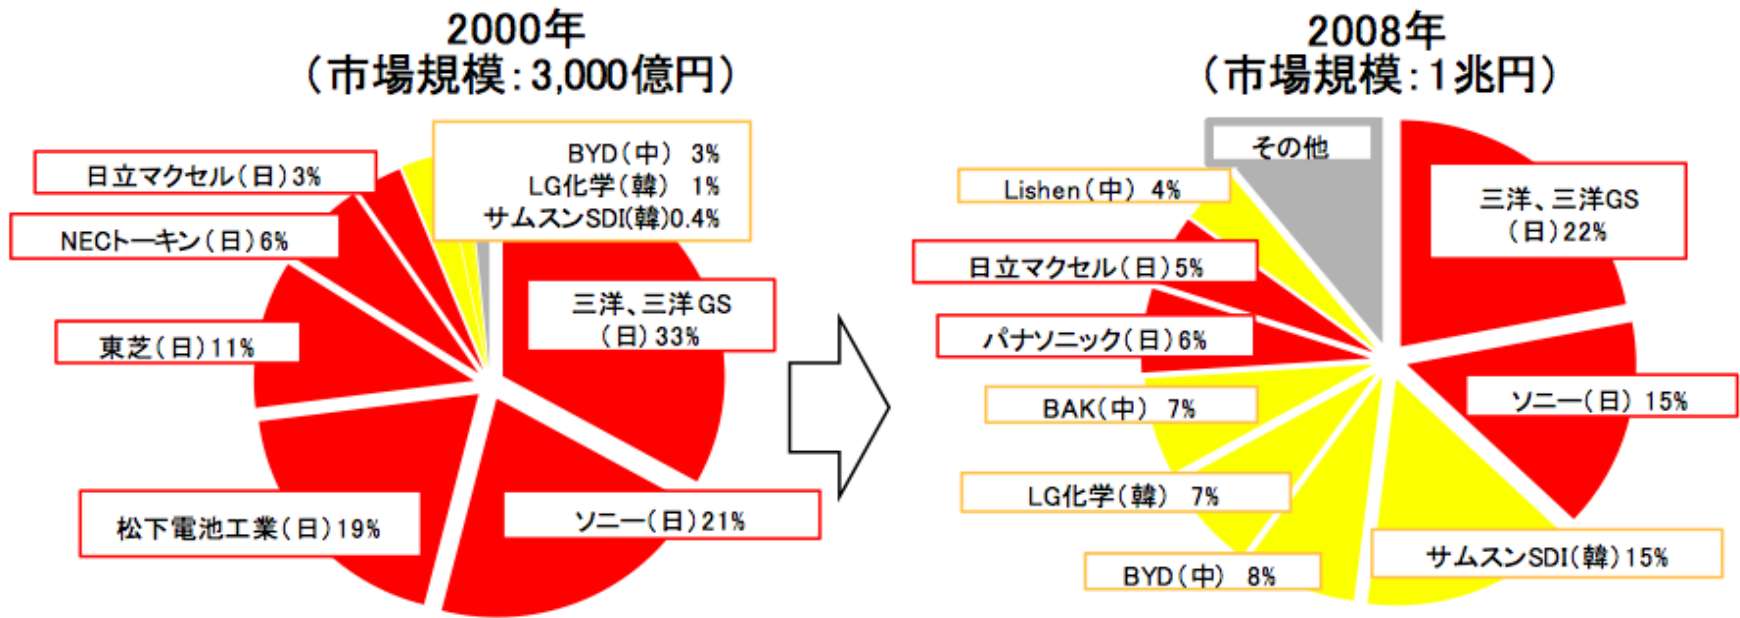 2000年
（市場規模：3,000億円）
BYD（中） 3%
LG化学（韓） 1%
サムスンSDI(韓)0.4%
日立マクセル（日）3%
NECトーキン（日）6%
東芝（日）11%
松下電池工業（日）19%
三洋、三洋GS
（日）33%
ソニー（日）21%
2008年
（市場規模：1兆円）
その他
Lishen（中） 4%
三洋、三洋GS
（日）22%
日立マクセル（日）5%
パナソニック（日）6%
BAK（中） 7%
ソニー（日） 15%
LG化学（韓） 7%
サムスンSDI（韓）15%
BYD（中） 8%